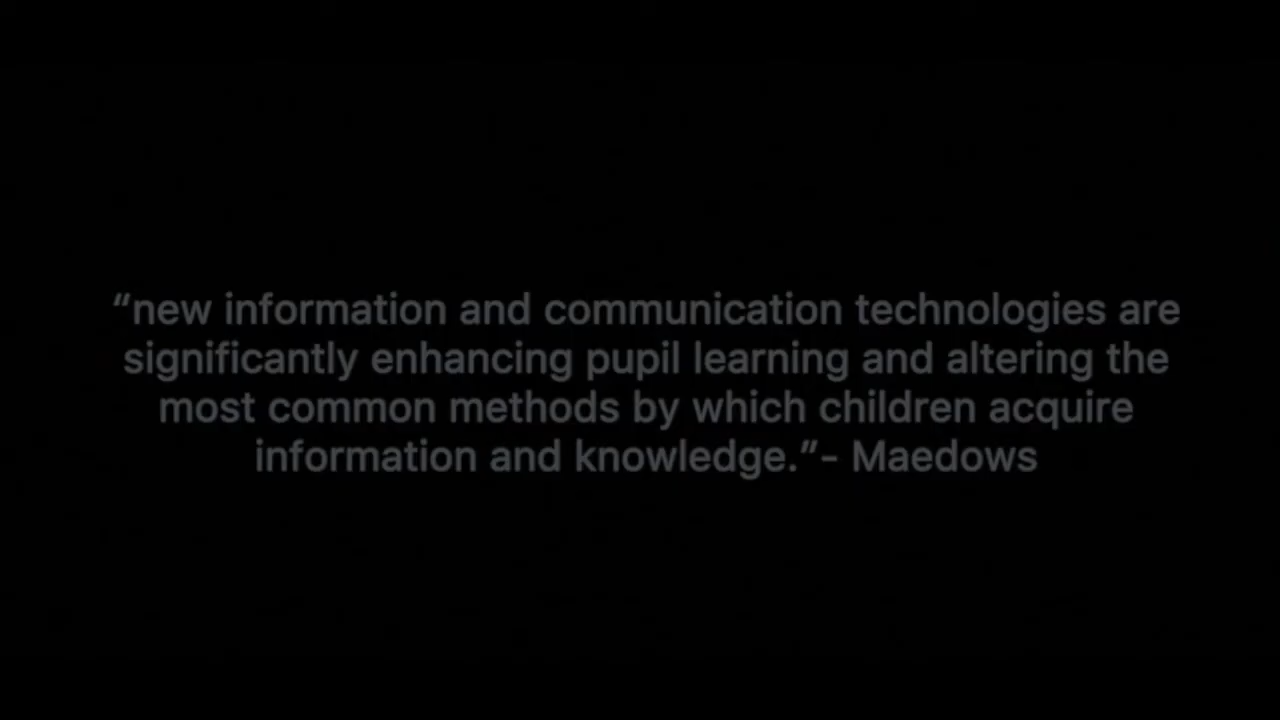 “new information and communication technologies are
significantly enhancing pupil learning and altering the
most common methods by which children acquire
information and knowledge.”- Maedows